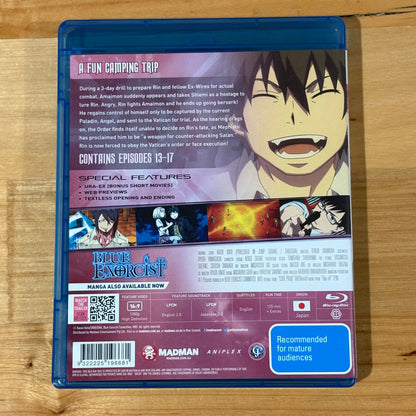 A FUN CAMPING TRIP
During a 3-day drill to prepare Rin and fellow Ex-Wires for
actual combat, Amaimon suddenly appears and takes Shiemi as a hostage to
lure Rin. Angry, Rin fights Amaimon and he ends up going berserk!
He regains control of himself only to be captured by the current
Paladin, Angel, and sent to the Vatican for trial. As the hearing drags
on, the Order finds itself unable to decide on Rin's fate, as Mephisto
has proclaimed him to be "a weapon for counter-attacking Satan."
Rin is now forced to obey the Vatican's order or face execution!
CONTAINS EPISODES 13-17
SPECIAL FEATURES
• URA-EX (BONUS SHORT MOVIES)
• WEB PREVIEWS
• TEXTLESS OPENING AND ENDING
BLUE
EXORCIST
MANGA ALSO AVAILABLE NOW
FEATURE VIDEO
FEATURE SOUNDTRACK
SUBTITLES
RUN TIME
ORIGIN
16:9
1080p
High Definition
LPCM
English 2.0
LPCM
Japanese 2.0
English
125 min
+ Extras
Japan
Blu-ray Disc
9322225196681
MADMAN
ANIPLEX
Recommended
for mature
audiences